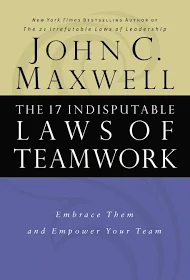 New York Times Bestselling Author of
The 21 Irrefutable Laws of Leadership
JOHN C.
MAXWELL
THE 17 INDISPUTABLE
LAWS OF
TEAMWORK
Embrace Them
and Empower Your Team